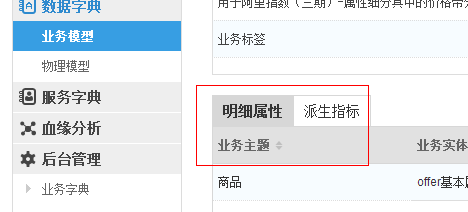 数据字典
业务模型
物理模型
服务字典
血缘分析
后台管理
业务字典
用于阿里指数（三期）-属性细分其中的价格带分
业务标签
明细属性 派生指标
业务主题 业务实体
商品 offer基本